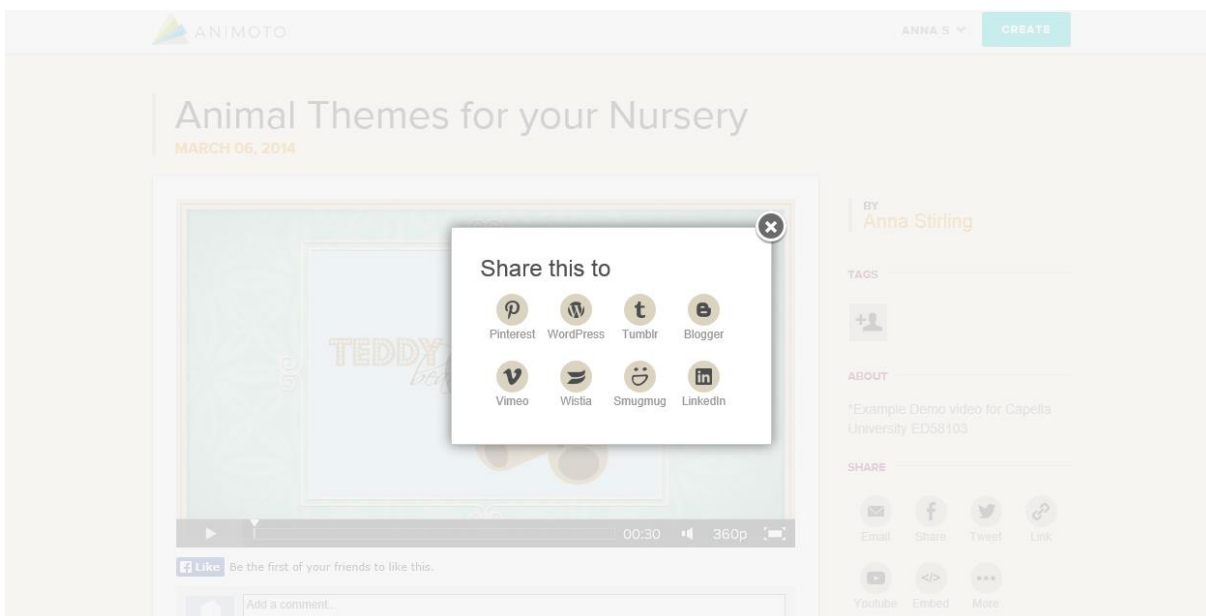 ANIMOTO
ANNA S
CREATE
Animal Themes for your Nursery
MARCH 06, 2014
BY
Anna Stirling
TAGS
ABOUT
*Example Demo video for Capella
University ED58103
SHARE
Email Share Tweet Link
Youtube Embed More
Share this to
Pinterest WordPress Tumblr Blogger
Vimeo Wistia Smugmug LinkedIn
TEDDY
00:30 360p
Like Be the first of your friends to like this.
Add a comment...